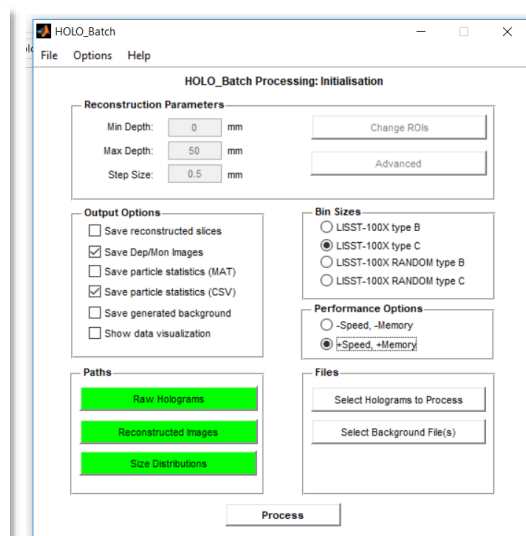 HOLO_Batch
File Options Help
HOLO_Batch Processing: Initialisation
Reconstruction Parameters
Min Depth: 0 mm
Max Depth: 50 mm
Step Size: 0.5 mm
Change ROIs
Advanced
Output Options
Save reconstructed slices
Save Dep/Mon Images
Save particle statistics (MAT)
Save particle statistics (CSV)
Save generated background
Show data visualization
Bin Sizes
LISST-100X type B
LISST-100X type C
LISST-100X RANDOM type B
LISST-100X RANDOM type C
Performance Options
-Speed, -Memory
+Speed, +Memory
Paths
Raw Holograms
Reconstructed Images
Size Distributions
Files
Select Holograms to Process
Select Background File(s)
Process